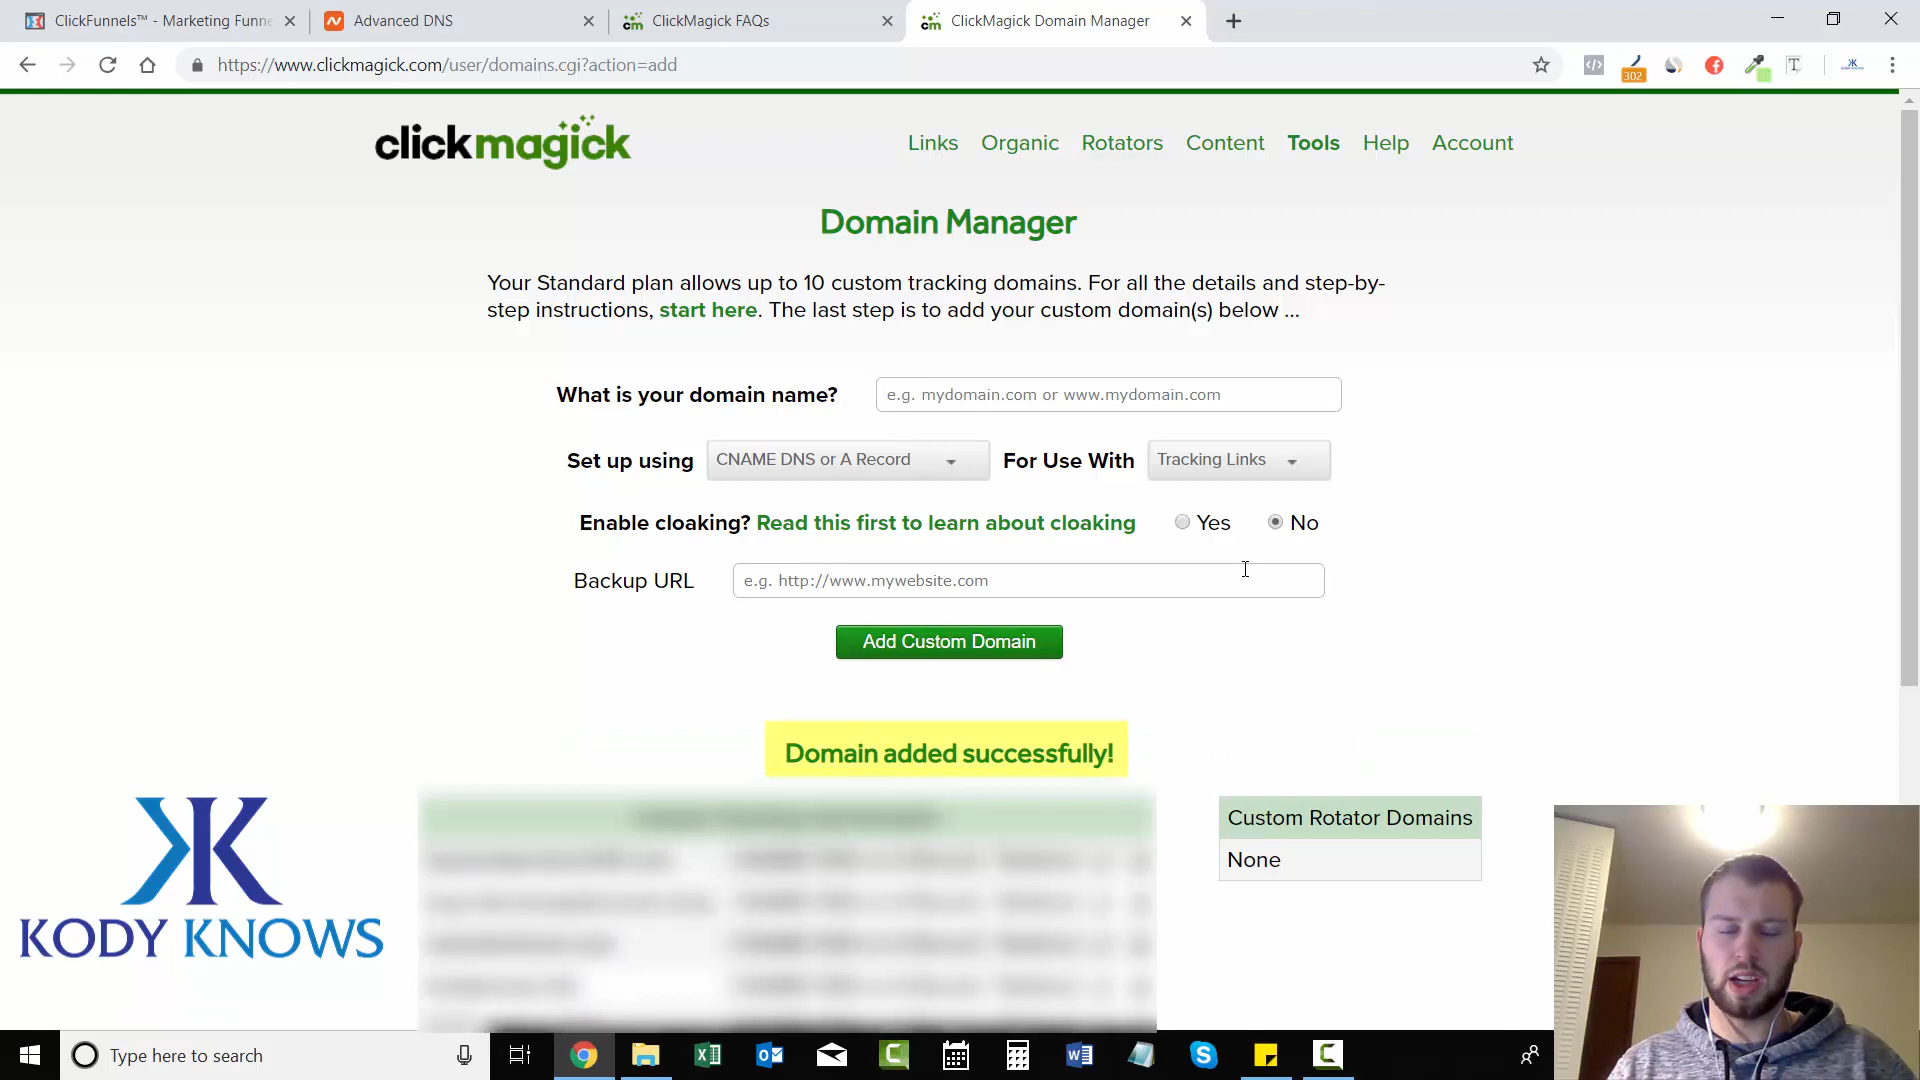 ClickFunnels™ - Marketing Funne
Advanced DNS
ClickMagick FAQs
ClickMagick Domain Manager
https://www.clickmagick.com/user/domains.cgi?action=add
302
clickmagick
Links Organic Rotators Content Tools Help Account
Domain Manager
Your Standard plan allows up to 10 custom tracking domains. For all the details and step-by-
step instructions, start here. The last step is to add your custom domain(s) below ...
What is your domain name? e.g. mydomain.com or www.mydomain.com
Set up using CNAME DNS or A Record For Use With Tracking Links
Enable cloaking? Read this first to learn about cloaking Yes No
Backup URL e.g. http://www.mywebsite.com
Add Custom Domain
Domain added successfully!
Custom Rotator Domains
None
KODY KNOWS
Type here to search